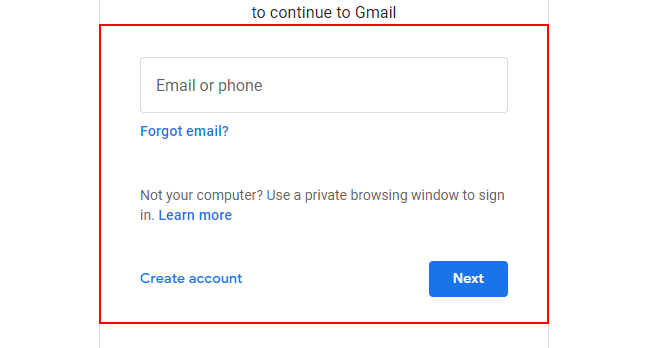 to continue to Gmail
Email or phone
Forgot email?
Not your computer? Use a private browsing window to sign
in. Learn more
Create account
Next